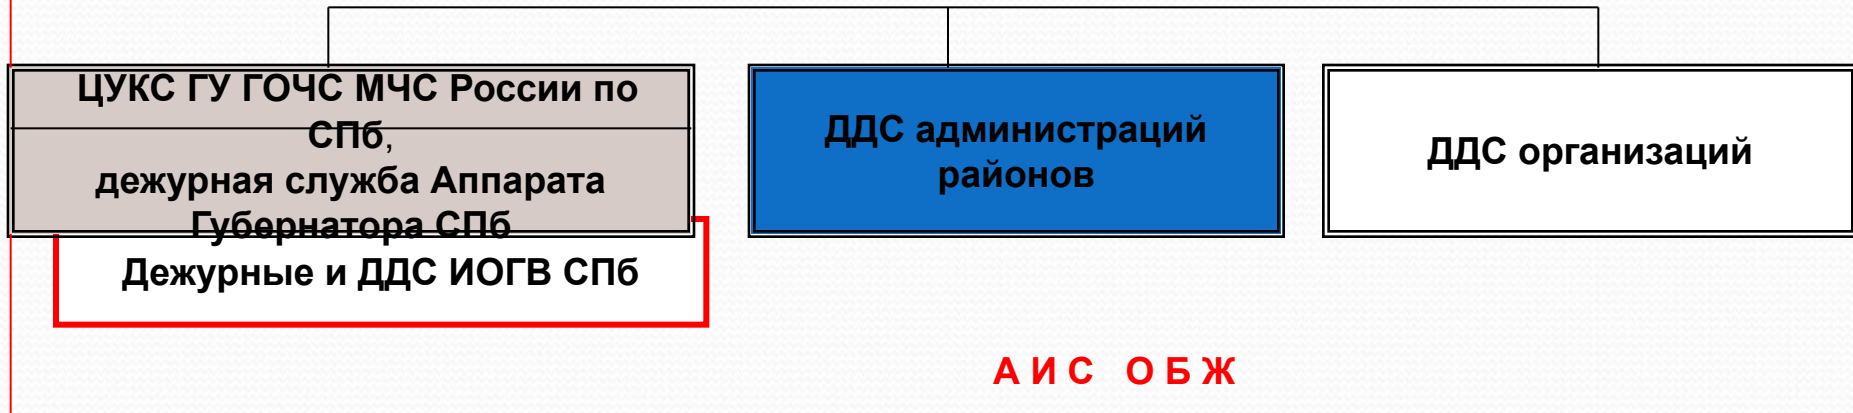 ЦУКС ГУ ГОЧС МЧС России по
СПб,
дежурная служба Аппарата
Губернатора СПб
Дежурные и ДДС ИОГВ СПб
ДДС администраций
районов
ДДС организаций
А И С О Б Ж